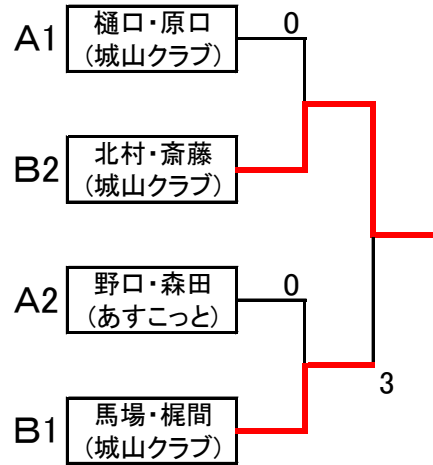 A1
樋口・原口
(城山クラブ)
0
B2
北村・斎藤
(城山クラブ)
A2
野口・森田
(あすこっと)
0
3
B1
馬場・梶間
(城山クラブ)